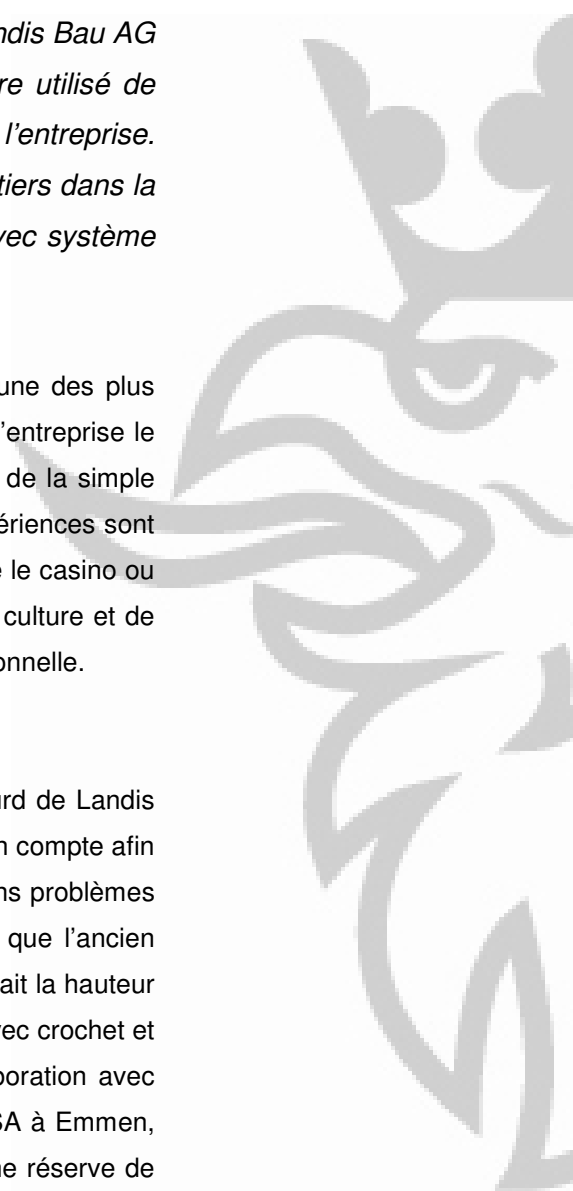 ndis Bau AG
re utilisé de
l'entreprise.
tiers dans la
vec système
une des plus
l'entreprise le
de la simple
ériences sont
e le casino ou
culture et de
onnelle.
urd de Landis
n compte afin
ns problèmes
que l'ancien
ait la hauteur
vec crochet et
boration avec
SA à Emmen,
ne réserve de